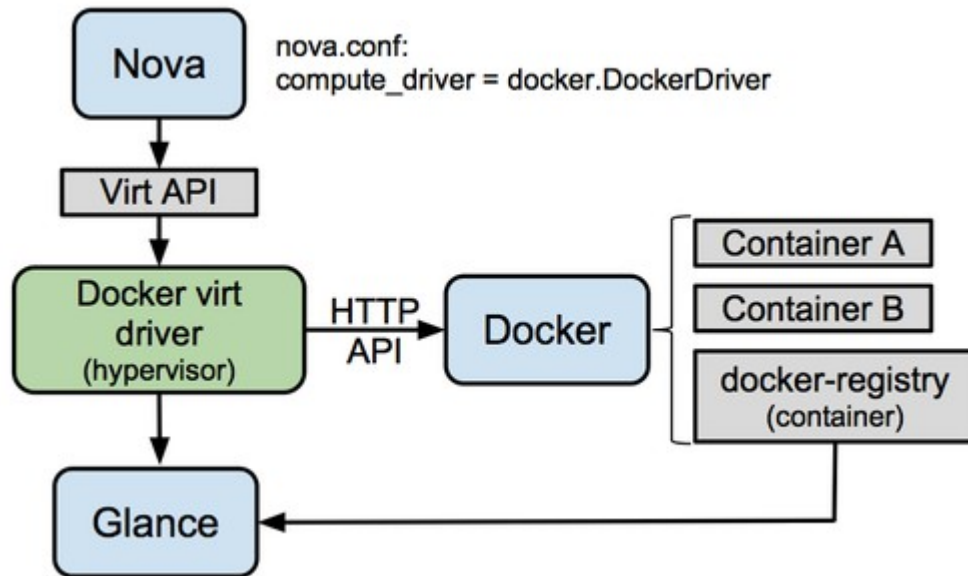 Nova
nova.conf:
compute_driver = docker.DockerDriver
Virt API
Docker virt
driver
(hypervisor)
HTTP
API
Docker
Container A
Container B
docker-registry
(container)
Glance